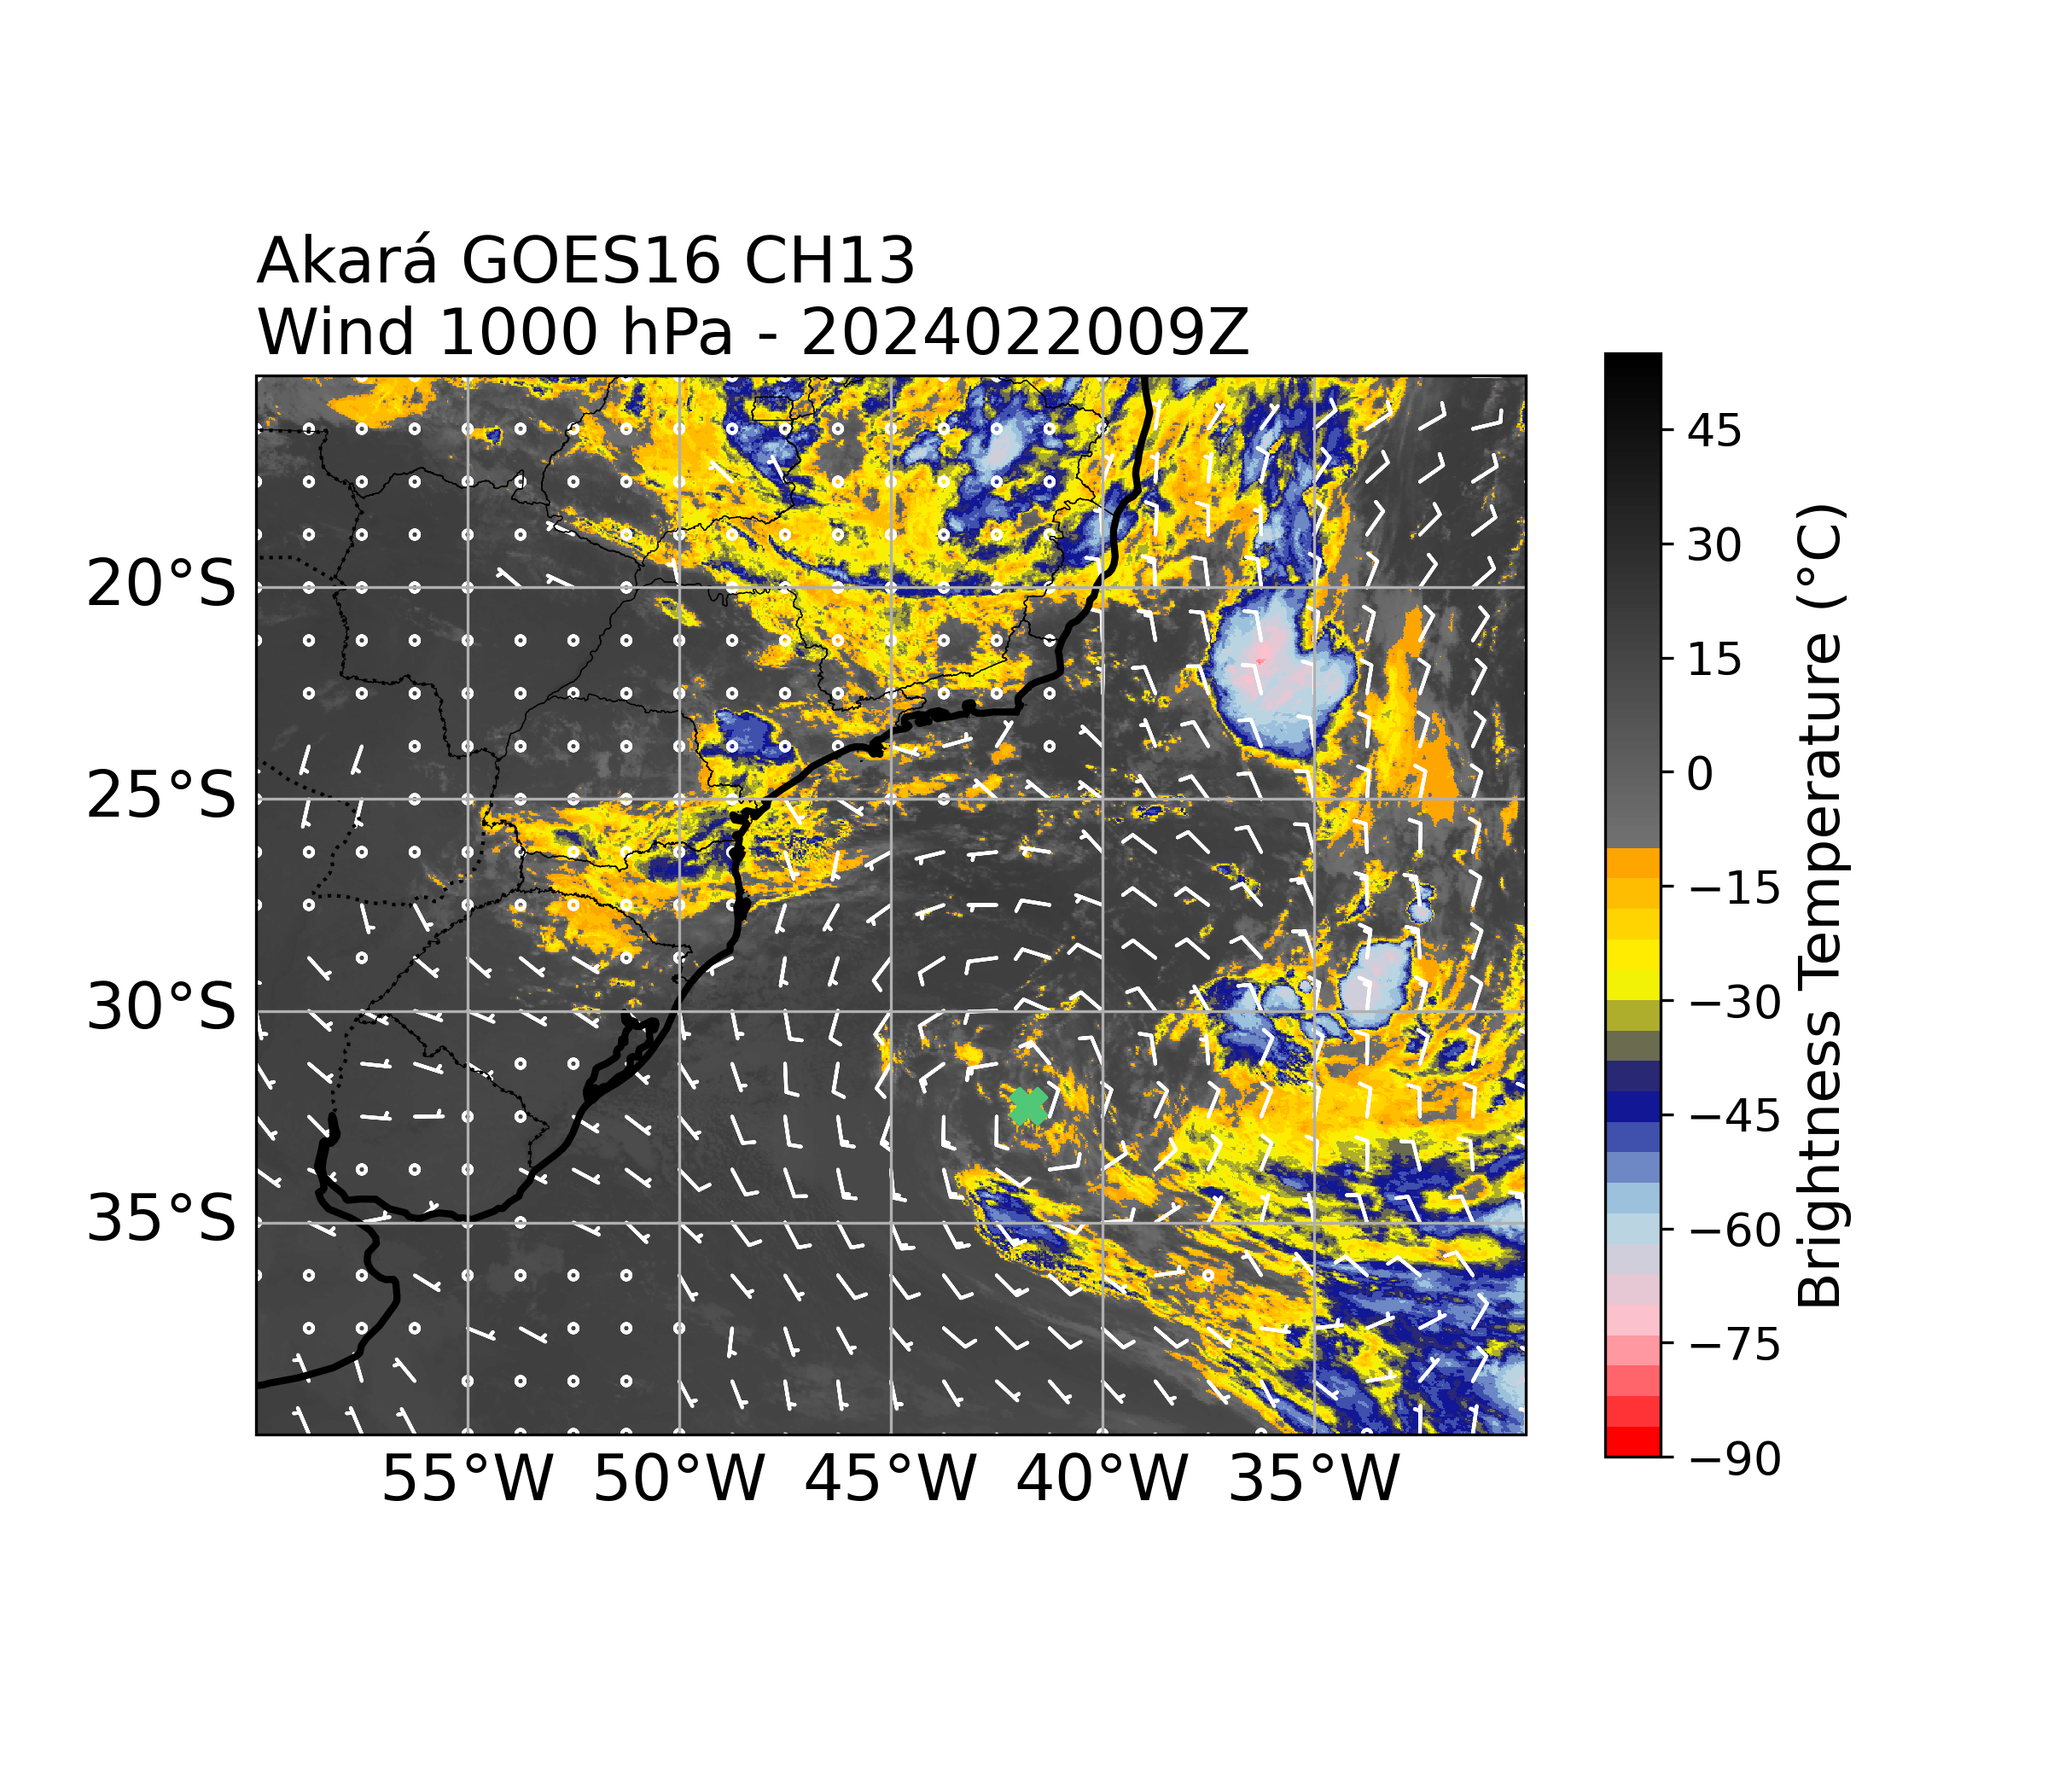 Akará GOES16 CH13
Wind 1000 hPa - 2024022009Z
20°S
25°S
30°S
35°S
55°W 50°W 45°W 40°W 35°W
45
30
15
0
−15
−30
−45
−60
−75
−90
Brightness Temperature (°C)